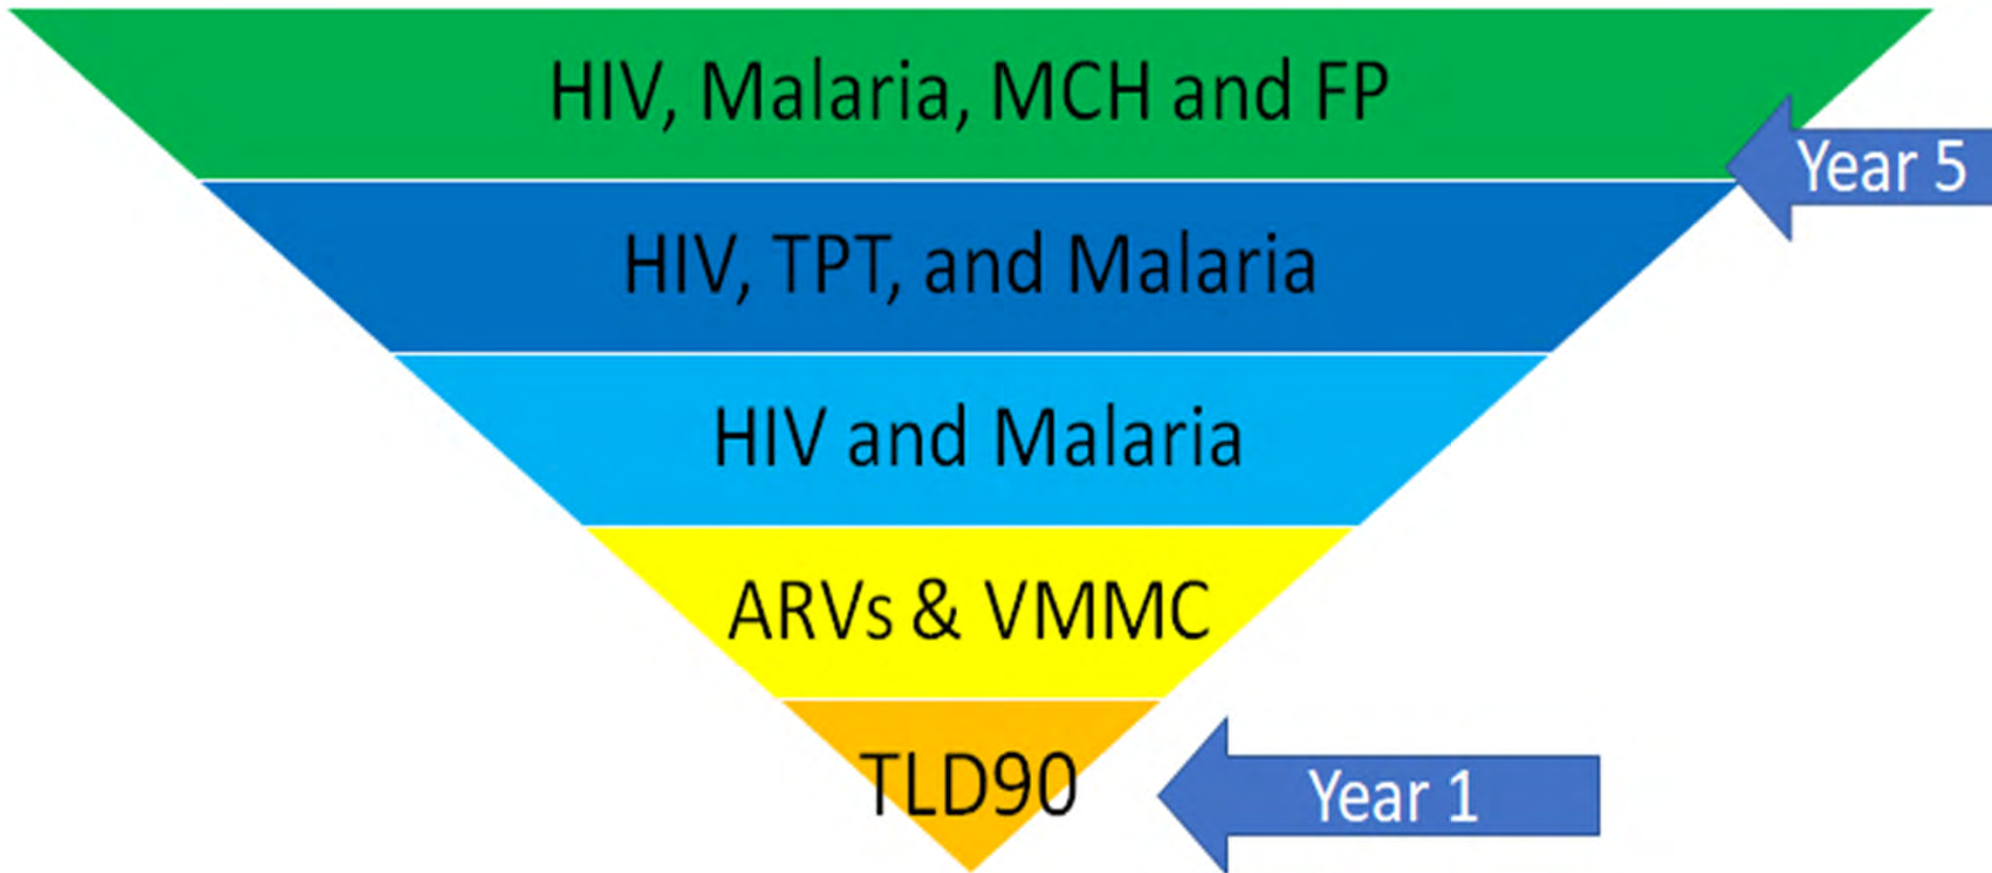 HIV, Malaria, MCH and FP
Year 5
HIV, TPT, and Malaria
HIV and Malaria
ARVs & VMMC
TLD90
Year 1